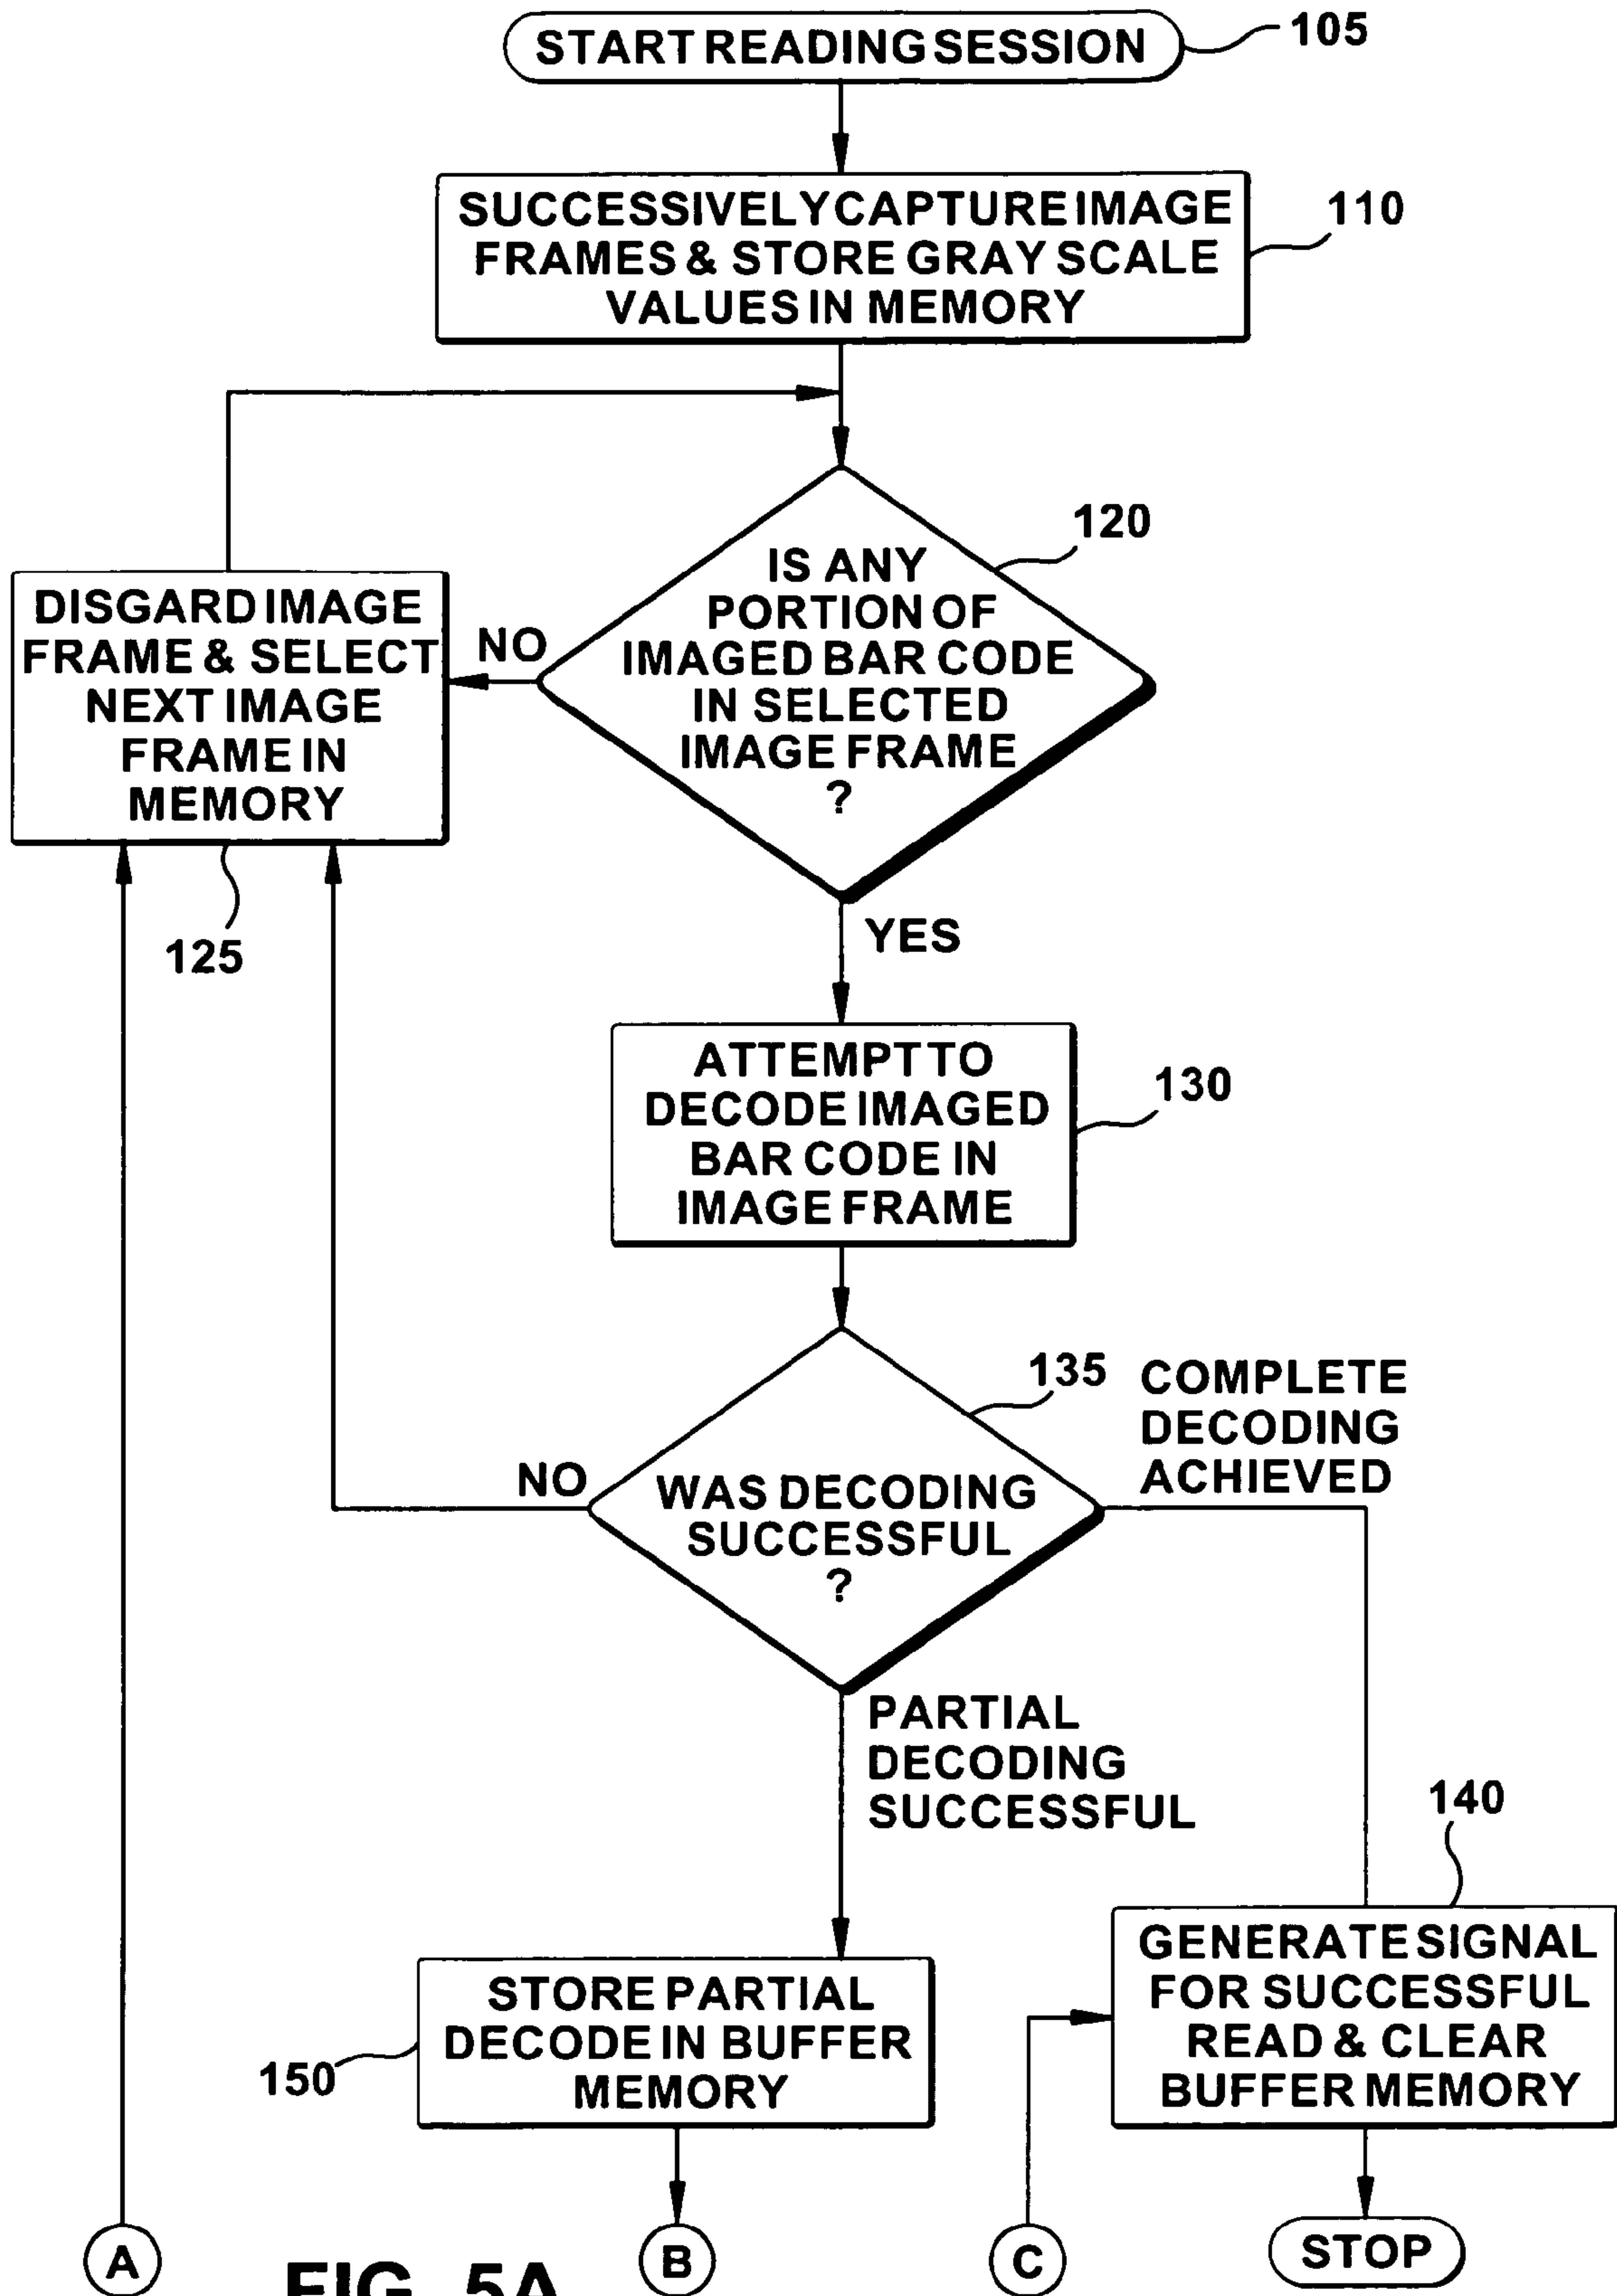 START READING SESSION
105
SUCCESSIVELY CAPTURE IMAGE
FRAMES & STORE GRAY SCALE
VALUES IN MEMORY
110
IS ANY
PORTION OF
IMAGED BAR CODE
IN SELECTED
IMAGE FRAME
?
120
NO
DISGARD IMAGE
FRAME & SELECT
NEXT IMAGE
FRAME IN
MEMORY
125
YES
ATTEMPT TO
DECODE IMAGED
BAR CODE IN
IMAGE FRAME
130
WAS DECODING
SUCCESSFUL
?
135
NO
COMPLETE
DECODING
ACHIEVED
PARTIAL
DECODING
SUCCESSFUL
140
GENERATE SIGNAL
FOR SUCCESSFUL
READ & CLEAR
BUFFER MEMORY
STORE PARTIAL
DECODE IN BUFFER
MEMORY
150
A
B
C
STOP
FIG. 5A